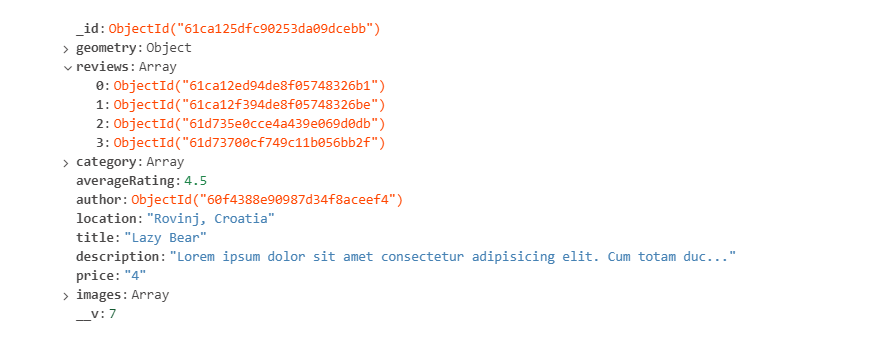 _id: ObjectId("61ca125dfc90253da09dcebb")
geometry: Object
reviews: Array
0: ObjectId("61ca12ed94de8f05748326b1")
1: ObjectId("61ca12f394de8f05748326be")
2: ObjectId("61d735e0cce4a439e069d0db")
3: ObjectId("61d73700cf749c11b056bb2f")
category: Array
averageRating: 4.5
author: ObjectId("60f4388e90987d34f8aceef4")
location: "Rovinj, Croatia"
title: "Lazy Bear"
description: "Lorem ipsum dolor sit amet consectetur adipisicing elit. Cum totam duc..."
price: "4"
images: Array
__v: 7